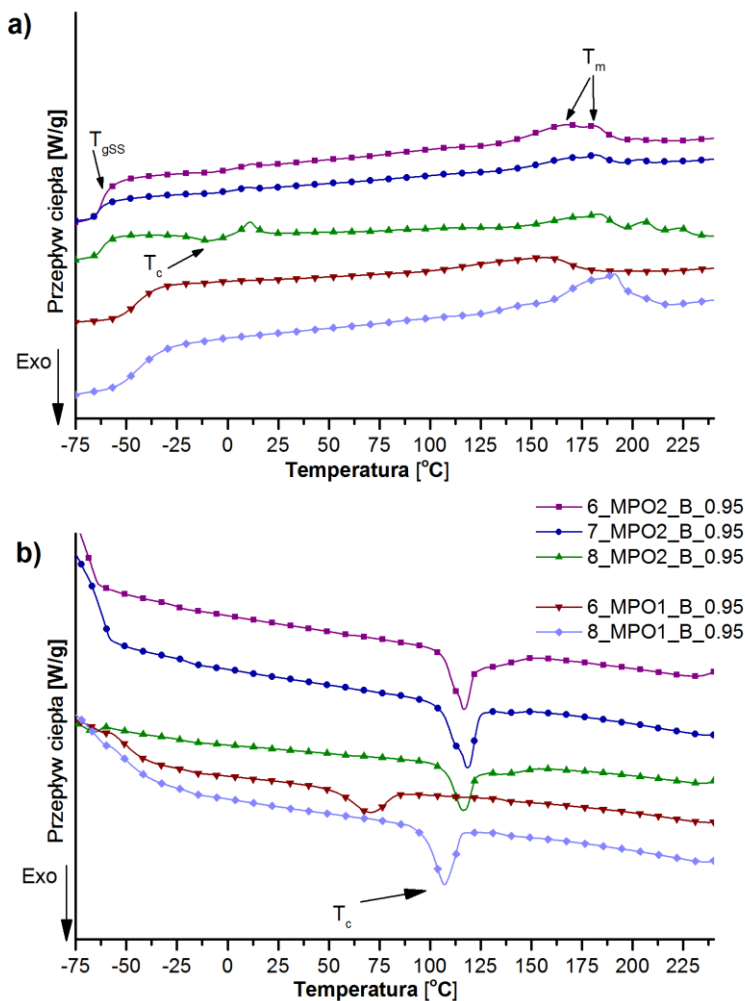 a)
T_m
T_gSS
T_c
Przepływ ciepła [W/g]
Exo
-75 -50 -25 0 25 50 75 100 125 150 175 200 225
Temperatura [°C]
b)
6_MPO2_B_0.95
7_MPO2_B_0.95
8_MPO2_B_0.95
6_MPO1_B_0.95
8_MPO1_B_0.95
Przepływ ciepła [W/g]
Exo
T_c
-75 -50 -25 0 25 50 75 100 125 150 175 200 225
Temperatura [°C]